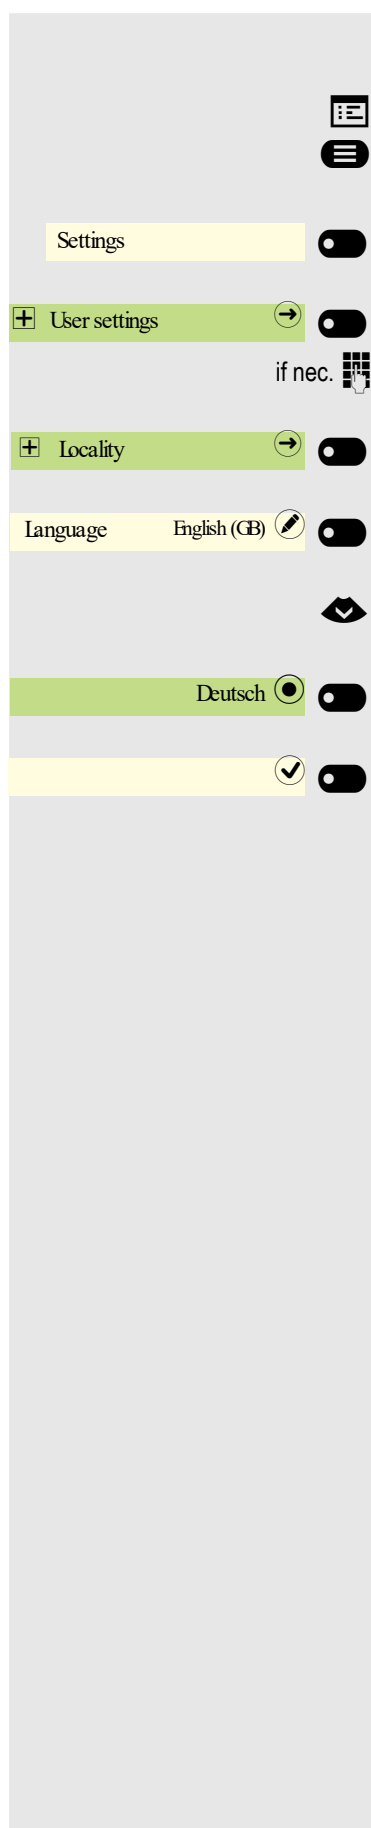 Settings
User settings
if nec.
Locality
Language English (GB)
Deutsch